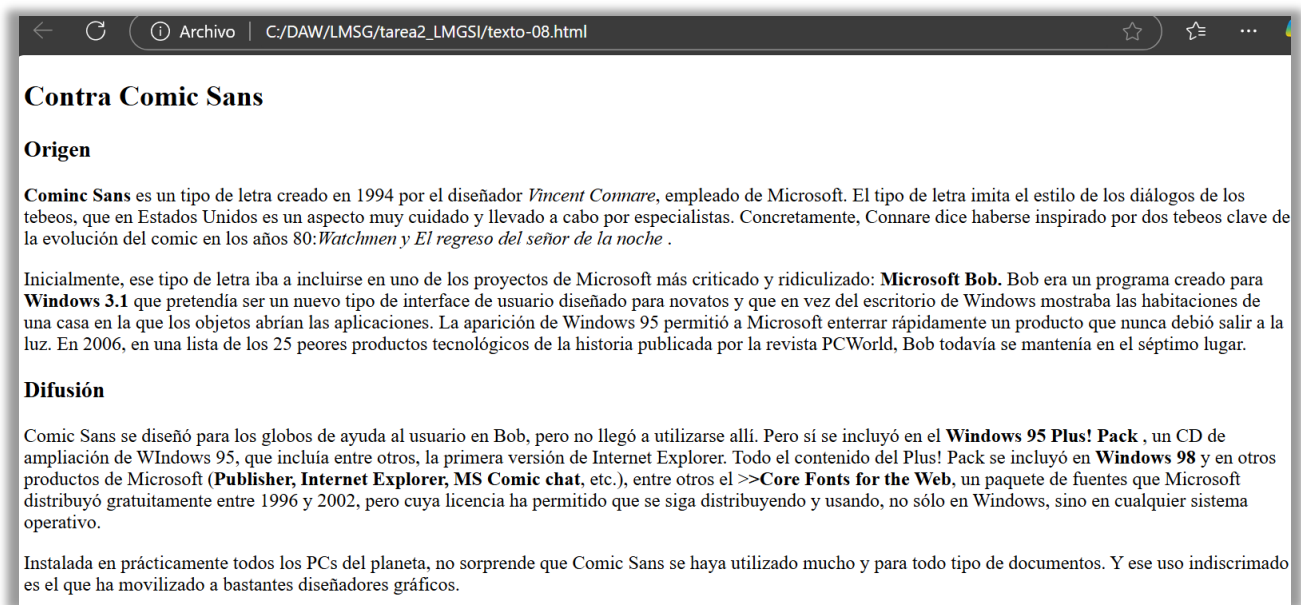 Archivo | C:/DAW/LMSG/tarea2_LMGSI/texto-08.html
Contra Comic Sans
Origen
Cominc Sans es un tipo de letra creado en 1994 por el diseñador Vincent Connare, empleado de Microsoft. El tipo de letra imita el estilo de los diálogos de los
tebeos, que en Estados Unidos es un aspecto muy cuidado y llevado a cabo por especialistas. Concretamente, Connare dice haberse inspirado por dos tebeos clave de
la evolución del comic en los años 80:Watchmen y El regreso del señor de la noche .
Inicialmente, ese tipo de letra iba a incluirse en uno de los proyectos de Microsoft más criticado y ridiculizado: Microsoft Bob. Bob era un programa creado para
Windows 3.1 que pretendía ser un nuevo tipo de interface de usuario diseñado para novatos y que en vez del escritorio de Windows mostraba las habitaciones de
una casa en la que los objetos abrían las aplicaciones. La aparición de Windows 95 permitió a Microsoft enterrar rápidamente un producto que nunca debió salir a la
luz. En 2006, en una lista de los 25 peores productos tecnológicos de la historia publicada por la revista PCWorld, Bob todavía se mantenía en el séptimo lugar.
Difusión
Comic Sans se diseñó para los globos de ayuda al usuario en Bob, pero no llegó a utilizarse allí. Pero sí se incluyó en el Windows 95 Plus! Pack , un CD de
ampliación de WIndows 95, que incluía entre otros, la primera versión de Internet Explorer. Todo el contenido del Plus! Pack se incluyó en Windows 98 y en otros
productos de Microsoft (Publisher, Internet Explorer, MS Comic chat, etc.), entre otros el >>Core Fonts for the Web, un paquete de fuentes que Microsoft
distribuyó gratuitamente entre 1996 y 2002, pero cuya licencia ha permitido que se siga distribuyendo y usando, no sólo en Windows, sino en cualquier sistema
operativo.
Instalada en prácticamente todos los PCs del planeta, no sorprende que Comic Sans se haya utilizado mucho y para todo tipo de documentos. Y ese uso indiscrimado
es el que ha movilizado a bastantes diseñadores gráficos.